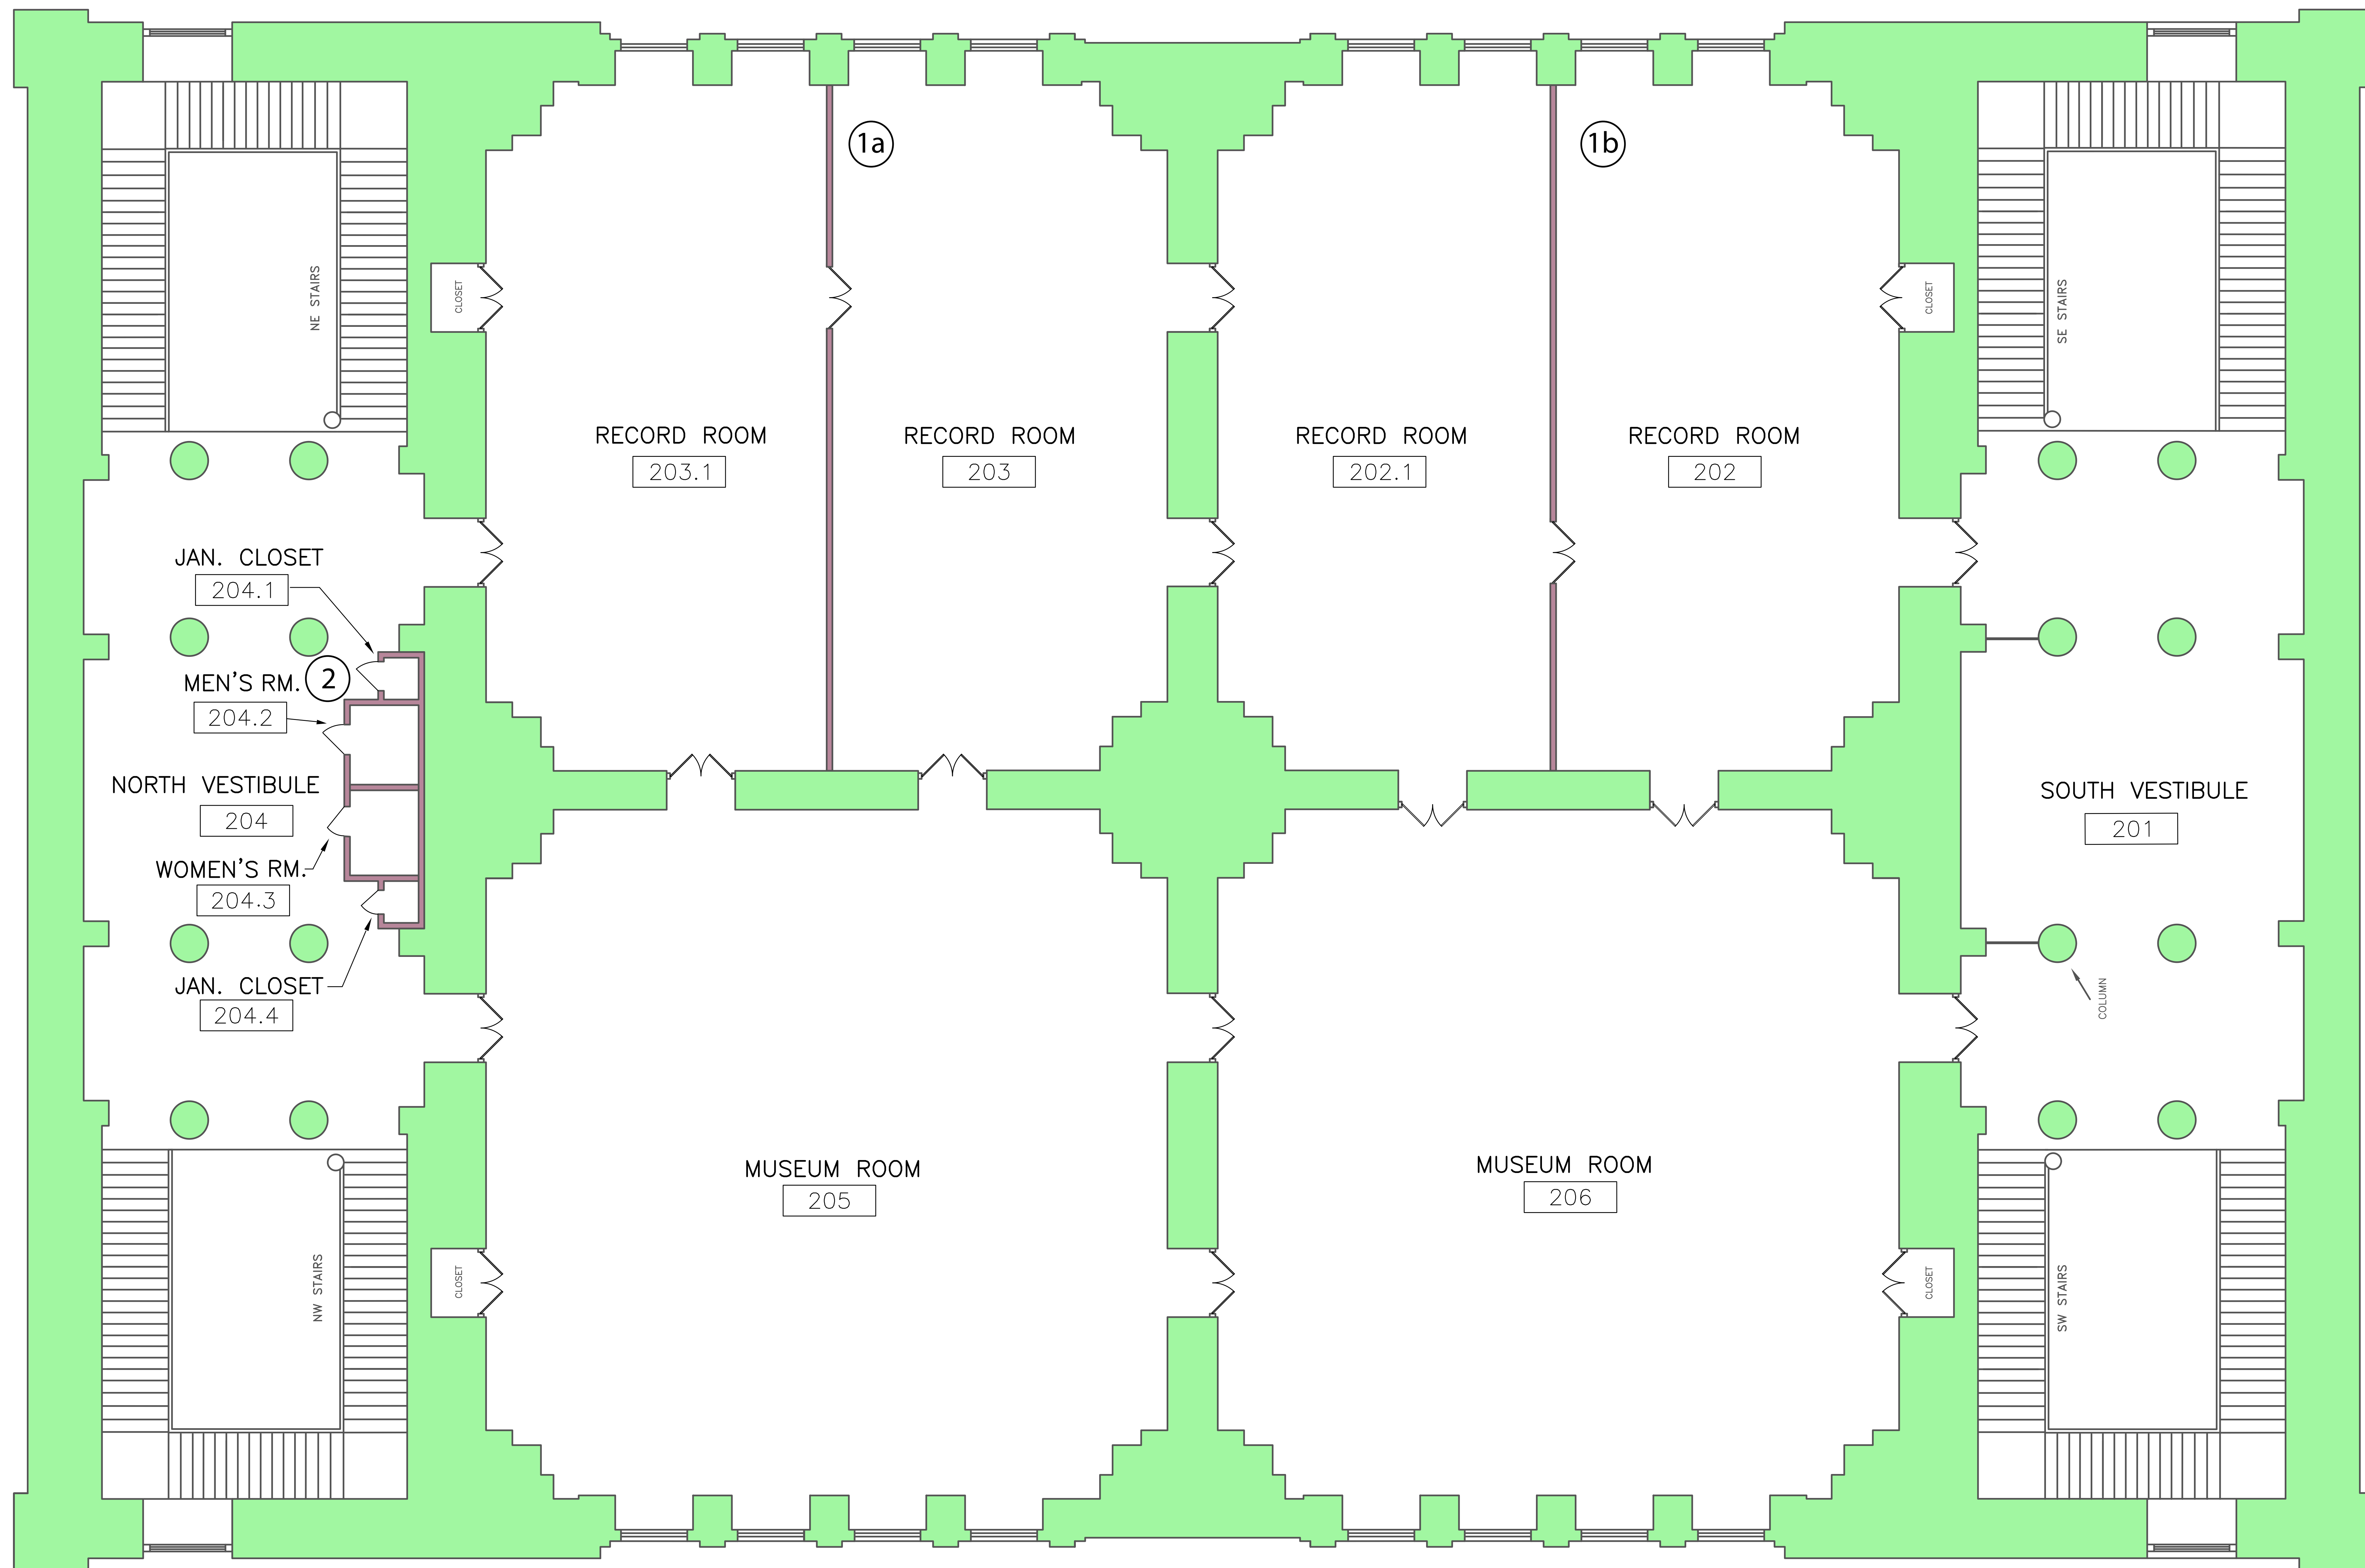 1a
1b
NE STAIRS
CLOSET
CLOSET
SE STAIRS
RECORD ROOM
203.1
RECORD ROOM
203
RECORD ROOM
202.1
RECORD ROOM
202
JAN. CLOSET
204.1
2
MEN'S RM.
204.2
NORTH VESTIBULE
204
WOMEN'S RM.
204.3
JAN. CLOSET
204.4
SOUTH VESTIBULE
201
COLUMN
MUSEUM ROOM
205
MUSEUM ROOM
206
NW STAIRS
CLOSET
CLOSET
SW STAIRS